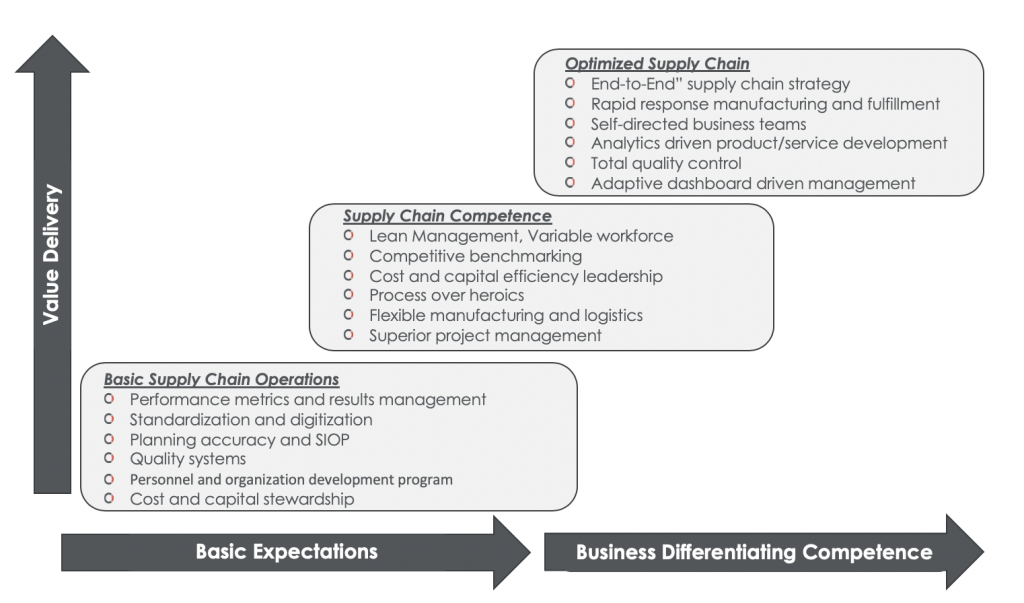 Value Delivery
Optimized Supply Chain
End-to-End" supply chain strategy
Rapid response manufacturing and fulfillment
Self-directed business teams
Analytics driven product/service development
Total quality control
Adaptive dashboard driven management
Supply Chain Competence
Lean Management, Variable workforce
Competitive benchmarking
Cost and capital efficiency leadership
Process over heroics
Flexible manufacturing and logistics
Superior project management
Basic Supply Chain Operations
Performance metrics and results management
Standardization and digitization
Planning accuracy and SIOP
Quality systems
Personnel and organization development program
Cost and capital stewardship
Basic Expectations
Business Differentiating Competence